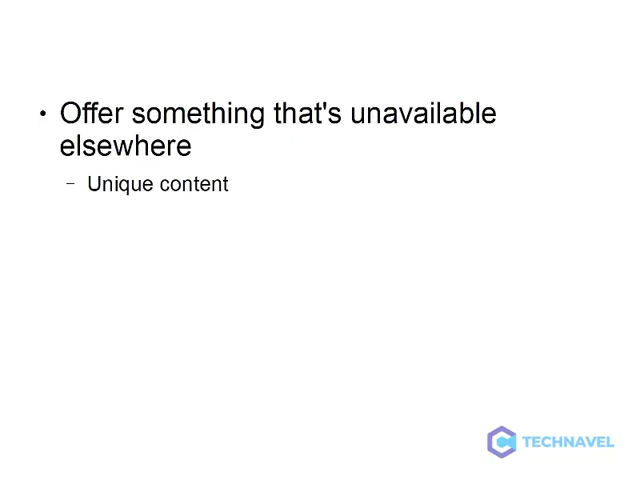 • Offer something that's unavailable
elsewhere
– Unique content
TECHNAVEL